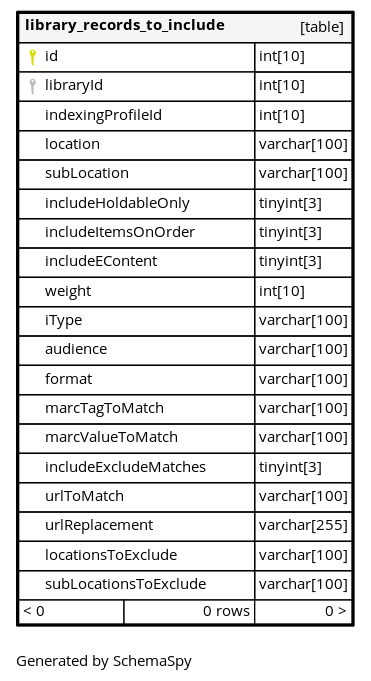 library_records_to_include [table]
id int[10]
libraryId int[10]
indexingProfileId int[10]
location varchar[100]
subLocation varchar[100]
includeHoldableOnly tinyint[3]
includeItemsOnOrder tinyint[3]
includeEContent tinyint[3]
weight int[10]
iType varchar[100]
audience varchar[100]
format varchar[100]
marcTagToMatch varchar[100]
marcValueToMatch varchar[100]
includeExcludeMatches tinyint[3]
urlToMatch varchar[100]
urlReplacement varchar[255]
locationsToExclude varchar[100]
subLocationsToExclude varchar[100]
< 0 0 rows 0 >
Generated by SchemaSpy